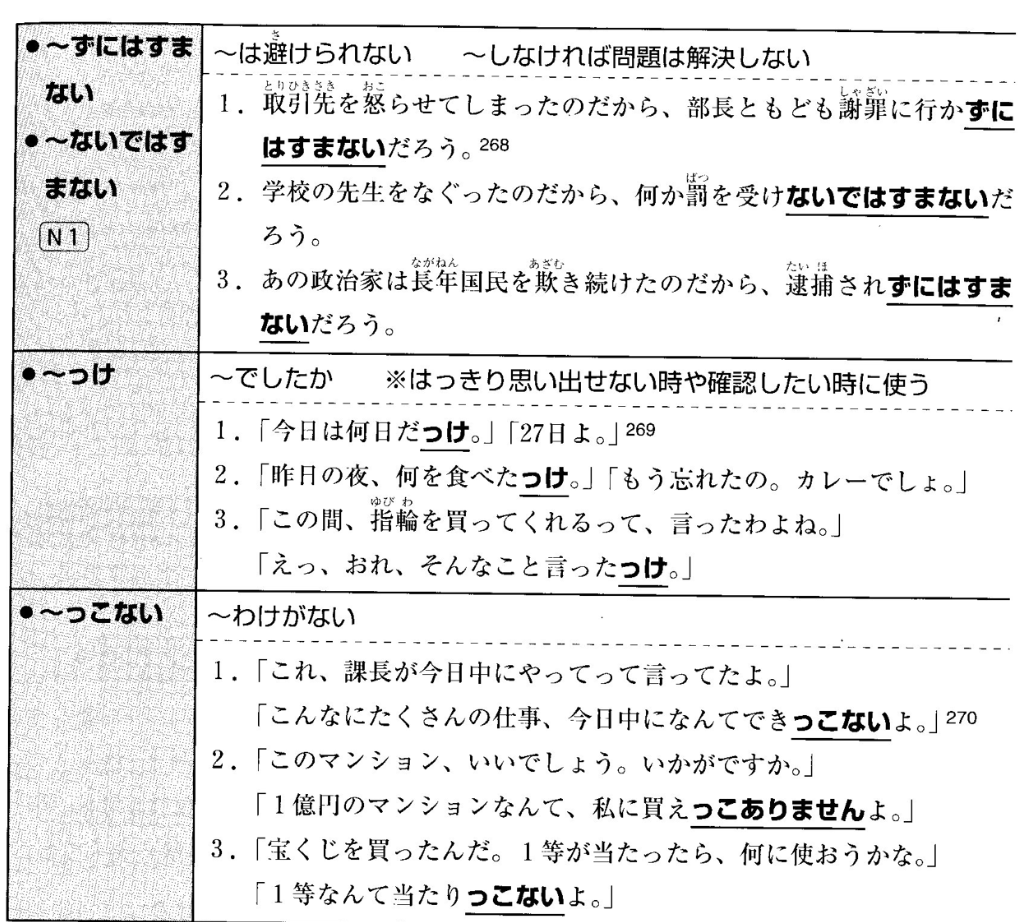 ●～ずにはすま
ない
●～ないではす
まない
N1
～は避けられない　～しなければ問題は解決しない
1．取引先を怒らせてしまったのだから、部長ともども謝罪に行かずに
はすまないだろう。268
2．学校の先生をなぐったのだから、何か罰を受けないではすまないだ
ろう。
3．あの政治家は長年国民を欺き続けたのだから、逮捕されずにはすま
ないだろう。
●～っけ
～でしたか　※はっきり思い出せない時や確認したい時に使う
1．「今日は何日だっけ。」「27日よ。」269
2．「昨日の夜、何を食べたっけ。」「もう忘れたの。カレーでしょ。」
3．「この間、指輪を買ってくれるって、言ったわよね。」
「えっ、おれ、そんなこと言ったっけ。」
●～っこない
～わけがない
1．「これ、課長が今日中にやってって言ってたよ。」
「こんなにたくさんの仕事、今日中になんてできっこないよ。」270
2．「このマンション、いいでしょう。いかがですか。」
「1億円のマンションなんて、私に買えっこありませんよ。」
3．「宝くじを買ったんだ。1等が当たったら、何に使おうかな。」
「1等なんて当たりっこないよ。」